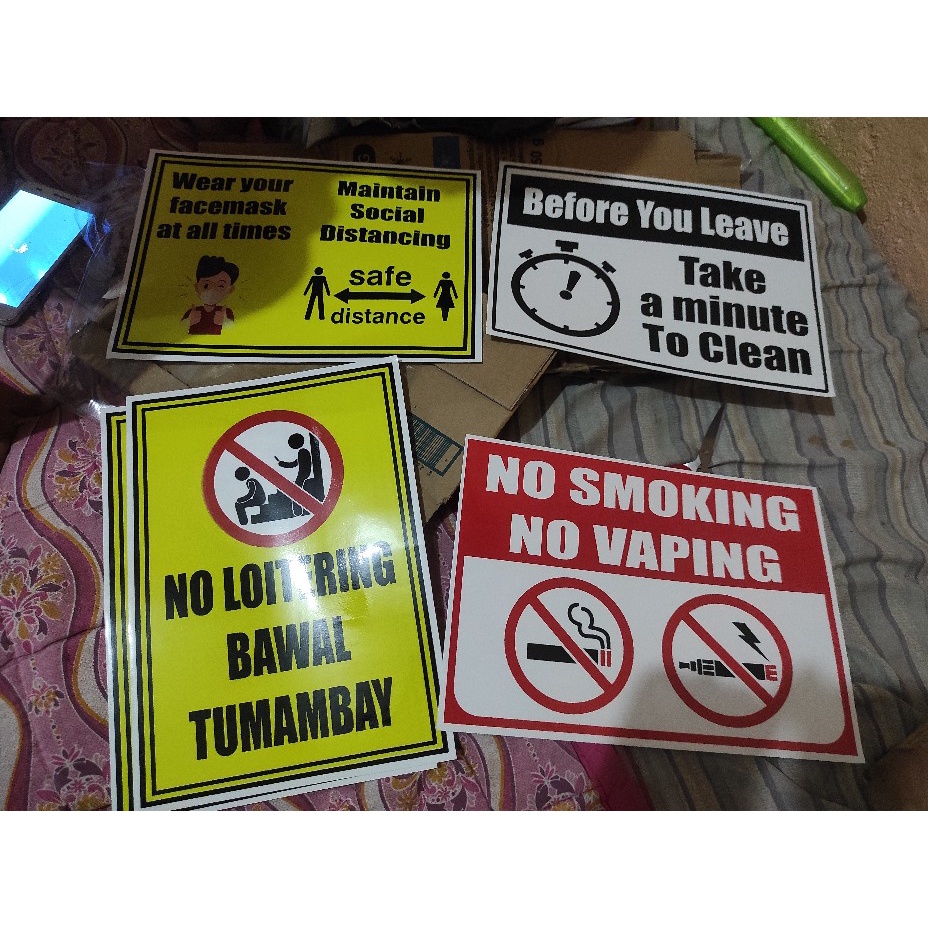 Wear your
facemask
at all times
Maintain
Social
Distancing
safe
distance
Before You Leave
Take
a minute
To Clean
NO LOITERING
BAWAL
TUMAMBAY
NO SMOKING
NO VAPING